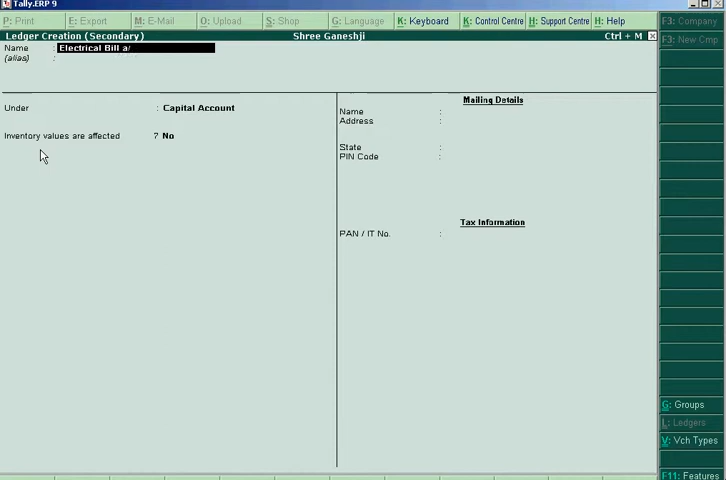 Tally.ERP 9
P: Print E: Export M: E-Mail O: Upload S: Shop G: Language K: Keyboard K: Control Centre H: Support Centre H: Help F3: Company
Ledger Creation (Secondary) Shree Ganeshji Ctrl + M
F3: New Cmp
Name : Electrical Bill a/
(alias) :
Under : Capital Account
Inventory values are affected ? No
Mailing Details
Name :
Address :
State :
PIN Code :
Tax Information
PAN / IT No. :
G: Groups
L: Ledgers
V: Vch Types
F11: Features